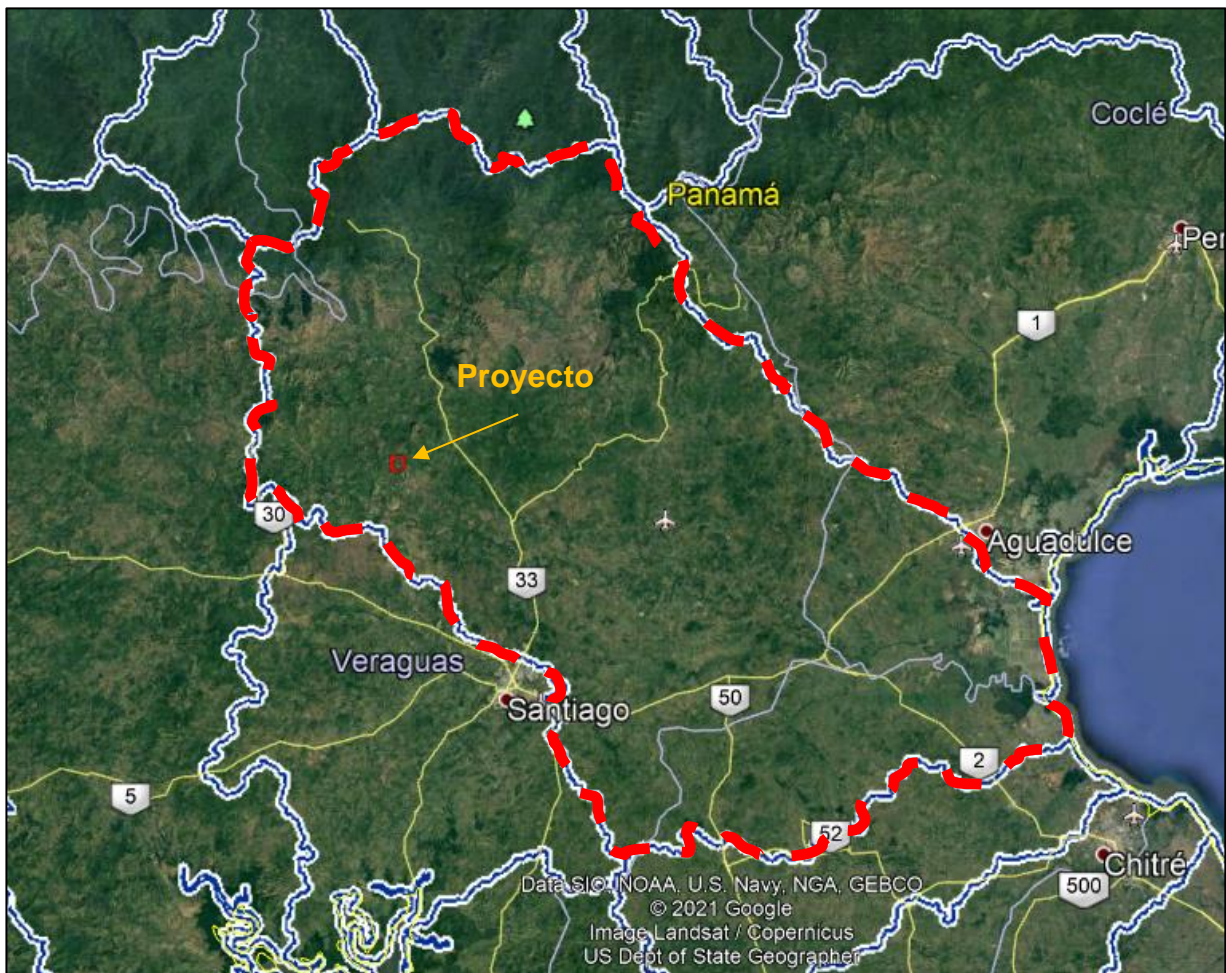 Coclé
Panamá
Per
1
Proyecto
30
Aguadulce
33
Veraguas
50
Santiago
2
5
52
Chitré
500
Data SIO, NOAA, U.S. Navy, NGA, GEBCO
© 2021 Google
Image Landsat / Copernicus
US Dept of State Geographer